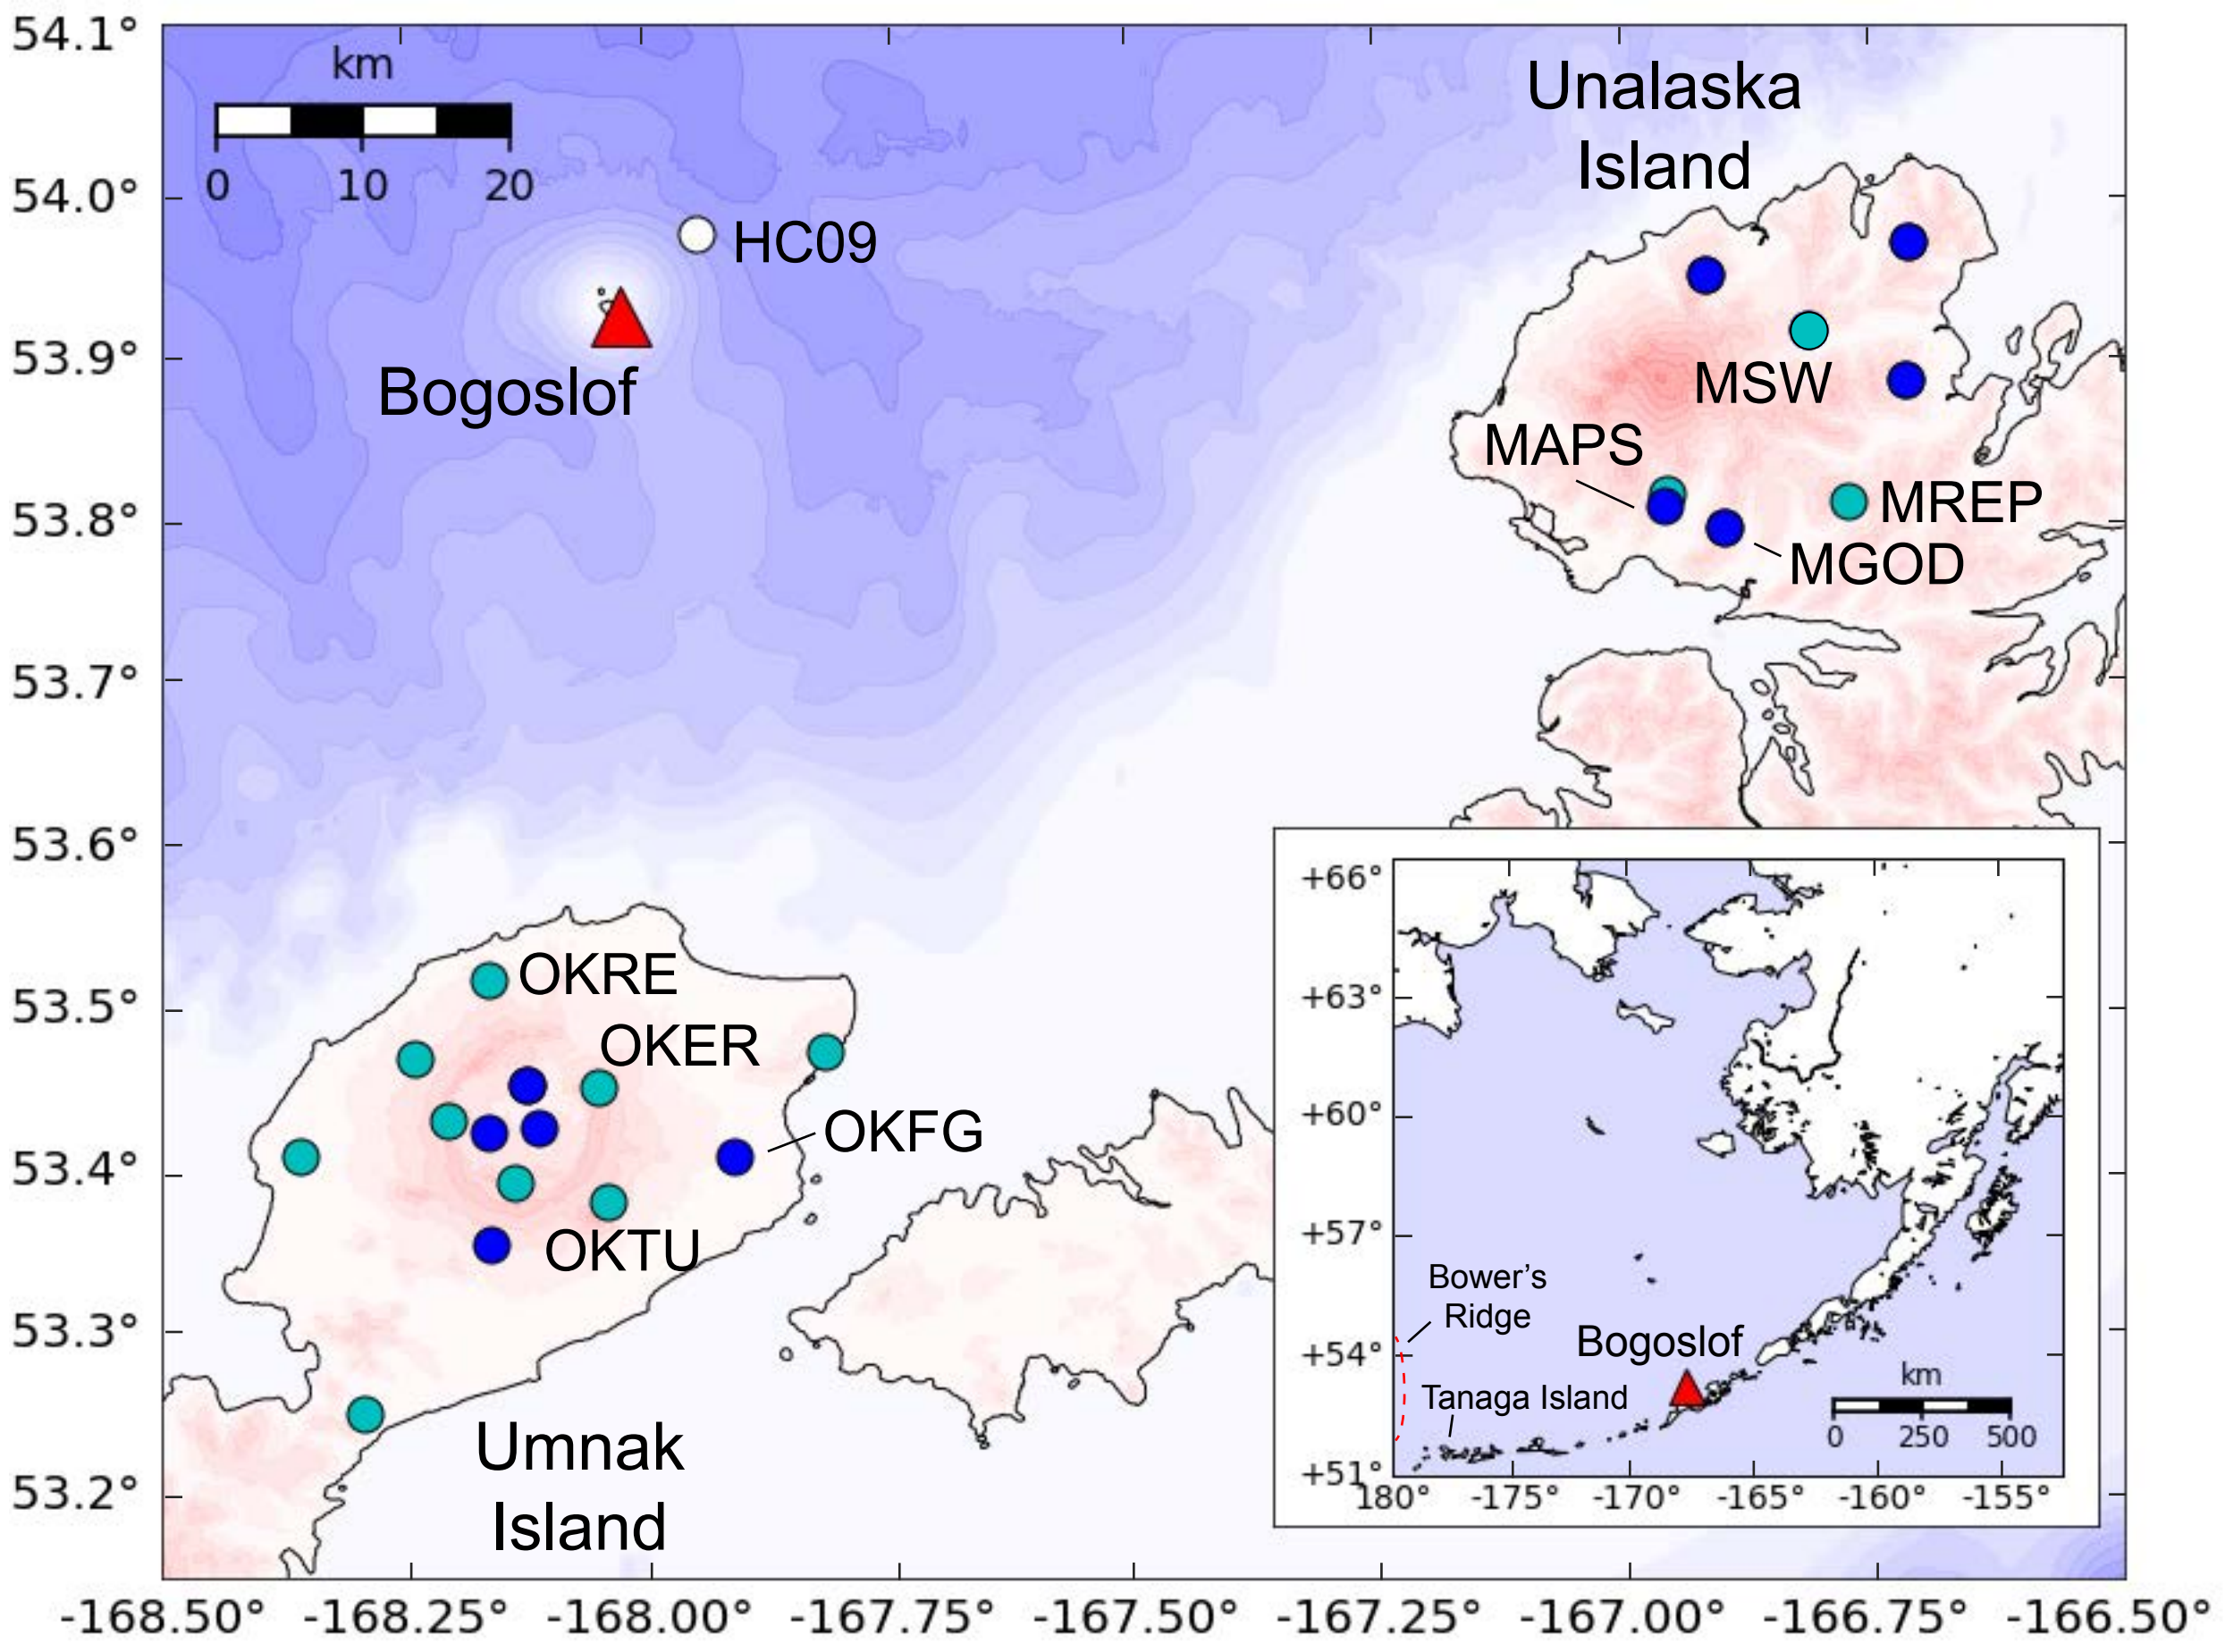 54.1°
km
Unalaska
Island
0 10 20
54.0°
HC09
53.9°
Bogoslof
MSW
MAPS
MREP
53.8°
MGOD
53.7°
53.6°
+66°
OKRE
53.5°
+63°
OKER
OKFG
+60°
53.4°
+57°
OKTU
Bower's
Ridge
53.3°
Bogoslof
+54°
km
Tanaga Island
0 250 500
Umnak
Island
+51°
180° -175° -170° -165° -160° -155°
53.2°
-168.50° -168.25° -168.00° -167.75° -167.50° -167.25° -167.00° -166.75° -166.50°